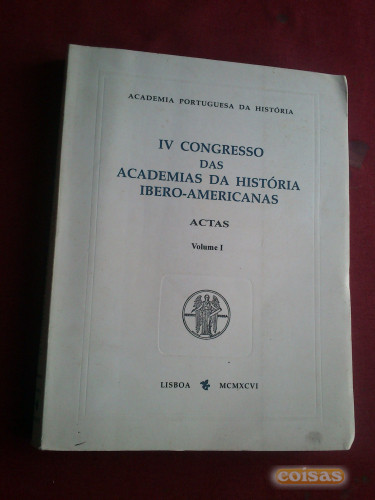 ACADEMIA PORTUGUESA DA HISTÓRIA
IV CONGRESSO
DAS
ACADEMIAS DA HISTÓRIA
IBERO-AMERICANAS
ACTAS
Volume I
LISBOA MCMXCVI
coisas